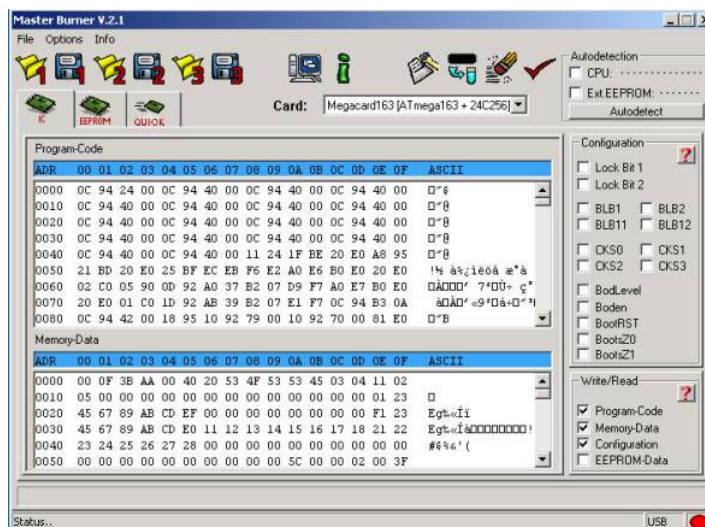 Master Burner V.2.1
File Options Info
1 1 2 2 3 3
Autodetection
CPU:
Ext.EEPROM:
Autodetect
IC EEPROM QUICK
Card: Megacard163 [ATmega163 + 24C256]
Program-Code
ADR 00 01 02 03 04 05 06 07 08 09 0A 0B 0C 0D 0E 0F ASCII
0000 0C 94 24 00 0C 94 40 00 0C 94 40 00 0C 94 40 00
0010 0C 94 40 00 0C 94 40 00 0C 94 40 00 0C 94 40 00
0020 0C 94 40 00 0C 94 40 00 0C 94 40 00 0C 94 40 00
0030 0C 94 40 00 0C 94 40 00 0C 94 40 00 0C 94 40 00
0040 0C 94 40 00 0C 94 40 00 11 24 1F BE 20 E0 A8 95
0050 21 BD 20 E0 25 BF EC EB F6 E2 A0 E6 B0 E0 20 E0
0060 02 C0 05 90 0D 92 A0 37 B2 07 D9 F7 A0 E7 B0 E0
0070 20 E0 01 C0 1D 92 AB 39 B2 07 E1 F7 0C 94 B3 0A
0080 0C 94 42 00 18 95 10 92 79 00 10 92 70 00 81 E0
Memory-Data
ADR 00 01 02 03 04 05 06 07 08 09 0A 0B 0C 0D 0E 0F ASCII
0000 00 0F 3B AA 00 40 20 53 4F 53 53 45 03 04 11 02
0010 05 00 00 00 00 00 00 00 00 00 00 00 00 00 01 23
0020 45 67 89 AB CD EF 00 00 00 00 00 00 00 00 F1 23
0030 45 67 89 AB CD E0 11 12 13 14 15 16 17 18 21 22
0040 23 24 25 26 27 28 00 00 00 00 00 00 00 00 00 00 #$%&'(
0050 00 00 00 00 00 00 00 00 00 00 5C 00 00 02 00 3F
Configuration
?
Lock Bit 1
Lock Bit 2
BLB1 BLB2
BLB11 BLB12
CKS0 CKS1
CKS2 CKS3
BodLevel
Boden
BootRST
BootsZ0
BootsZ1
Write/Read
?
Program-Code
Memory-Data
Configuration
EEPROM-Data
Status..
USB